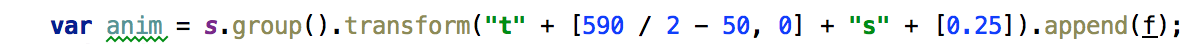 var anim = s.group().transform("t" + [590 / 2 - 50, 0] + "s" + [0.25]).append(f);